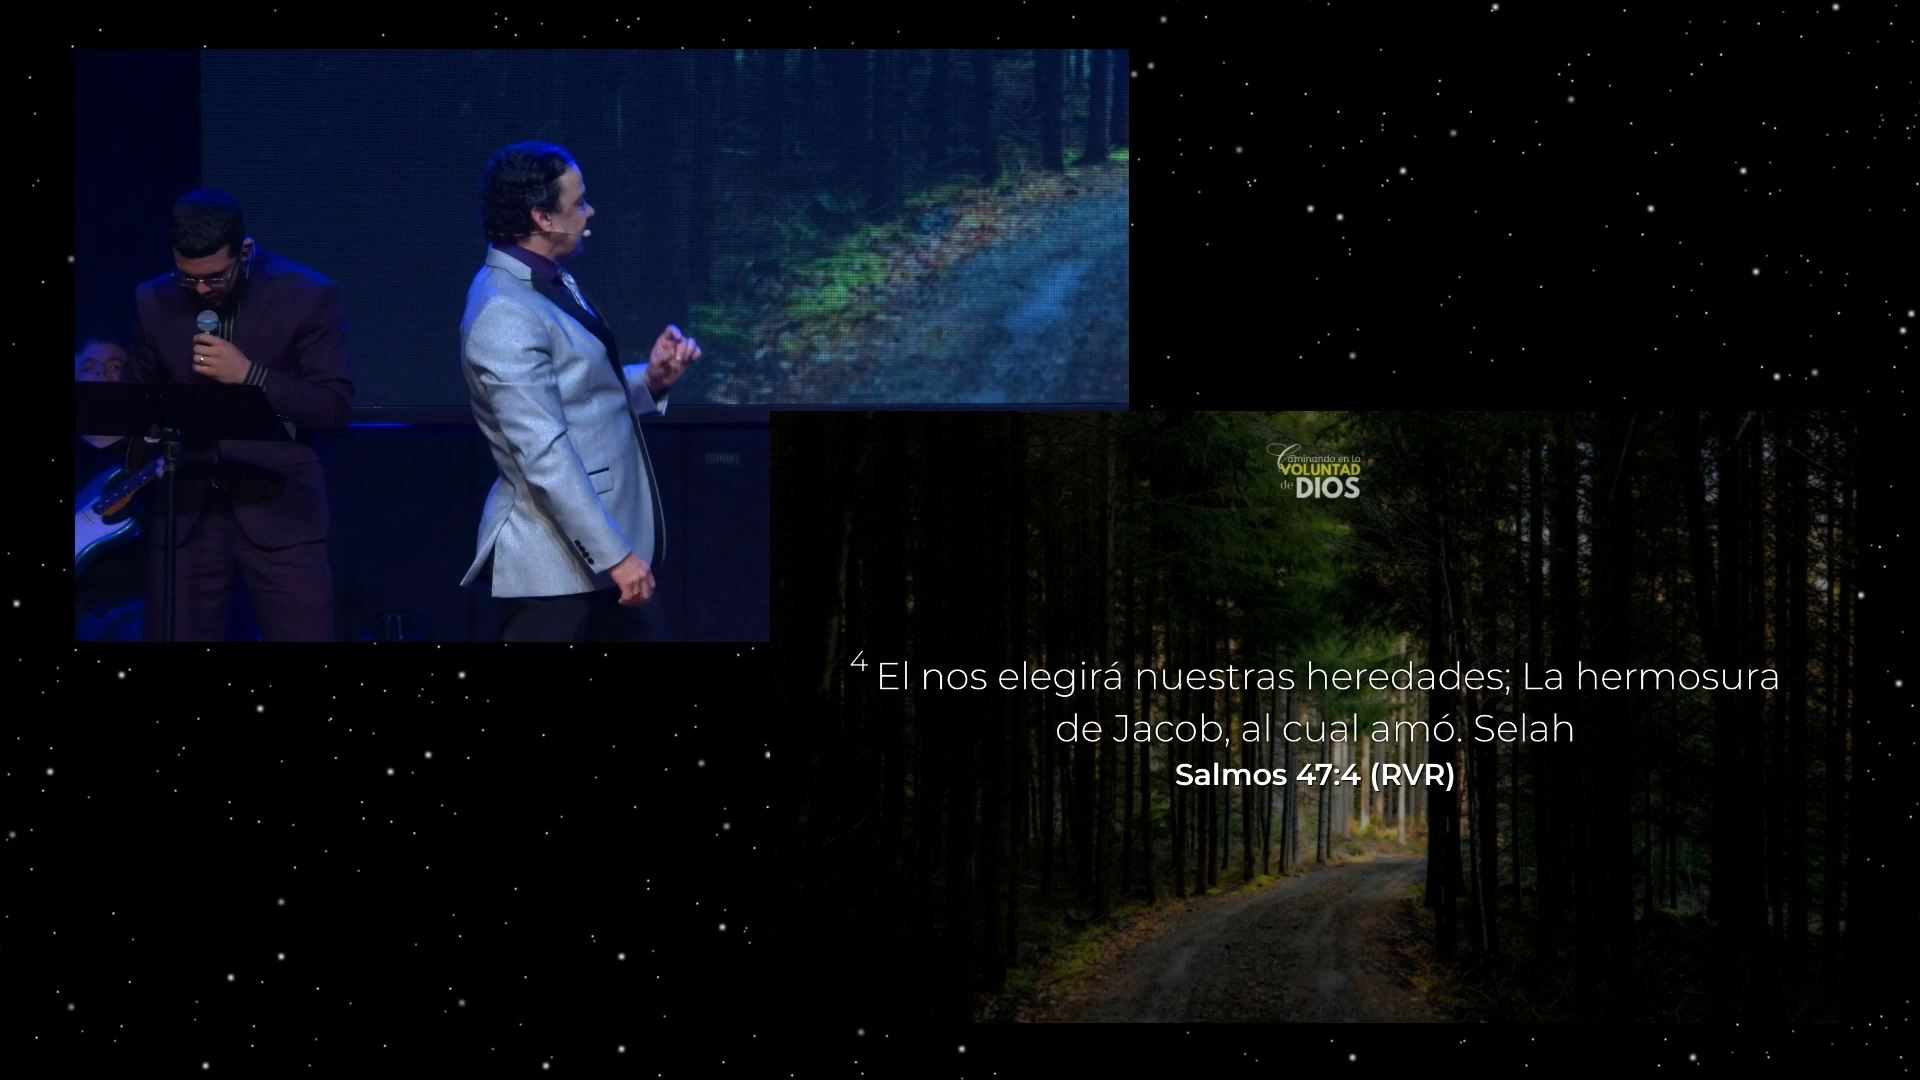 Caminando en la
VOLUNTAD
de DIOS
4 El nos elegirá nuestras heredades; La hermosura
de Jacob, al cual amó. Selah
Salmos 47:4 (RVR)